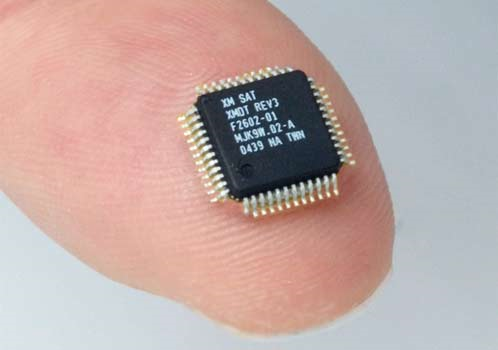 XM SAT
XMDT REV3
F2602-01
MJK9W.02-A
0439 NA TWN